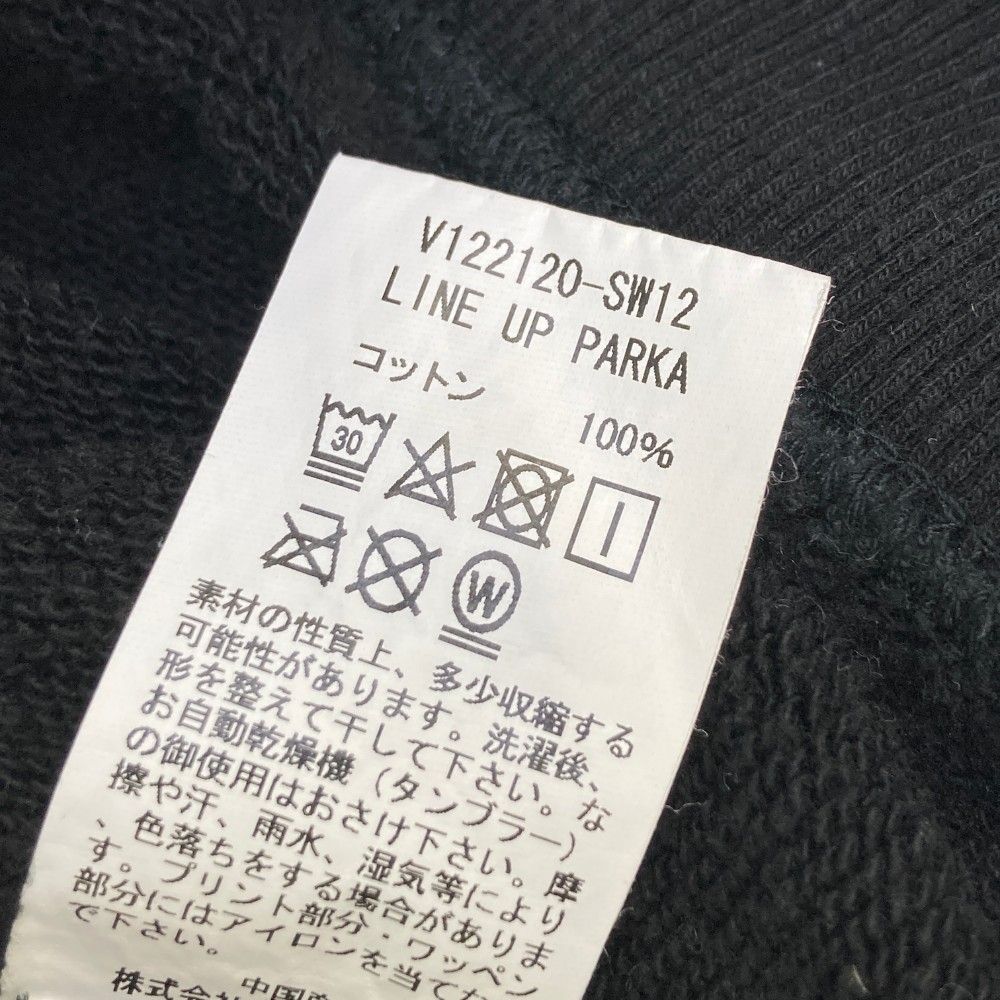 V122120-SW12
LINE UP PARKA
コットン 100%
30
W
素材の性質上、多少収縮する
可能性があります。洗濯後、
形を整えて干して下さい。な
お自動乾燥機（タンブラー）
の御使用はおさけ下さい。摩
擦や汗、雨水、湿気等により
、色落ちをする場合がありま
す。プリント部分・ワッペン
部分にはアイロンを当てな
で下さい。
株式会 中国